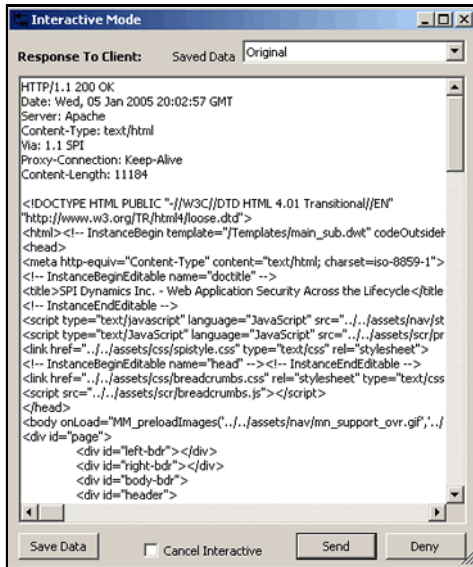 Interactive Mode
Response To Client: Saved Data Original
HTTP/1.1 200 OK
Date: Wed, 05 Jan 2005 20:02:57 GMT
Server: Apache
Content-Type: text/html
Via: 1.1 SPI
Proxy-Connection: Keep-Alive
Content-Length: 11184
<!DOCTYPE HTML PUBLIC "-//W3C//DTD HTML 4.01 Transitional//EN"
"http://www.w3.org/TR/html4/loose.dtd">
<html><!-- InstanceBegin template="/Templates/main_sub.dwt" codeOutsideH
<head>
<meta http-equiv="Content-Type" content="text/html; charset=iso-8859-1">
<!-- InstanceBeginEditable name="doctitle" -->
<title>SPI Dynamics Inc. - Web Application Security Across the Lifecycle</title
<!-- InstanceEndEditable -->
<script type="text/javascript" language="JavaScript" src="../../assets/nav/st
<script type="text/JavaScript" language="JavaScript" src="../../assets/scr/pr
<link href="../../assets/css/spistyle.css" type="text/css" rel="stylesheet">
<!-- InstanceBeginEditable name="head" --><!-- InstanceEndEditable -->
<link href="../../assets/css/breadcrumbs.css" rel="stylesheet" type="text/css
<script src="../../assets/scr/breadcrumbs.js"></script>
</head>
<body onLoad="MM_preloadImages('../../assets/nav/mn_support_ovr.gif','../
<div id="page">
<div id="left-bdr"></div>
<div id="right-bdr"></div>
<div id="body-bdr">
<div id="header">
Save Data Cancel Interactive Send Deny